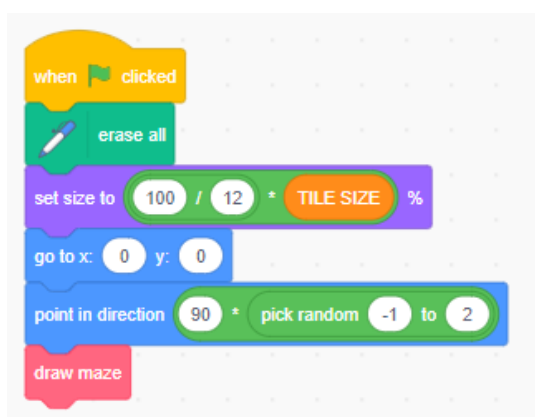 when clicked
erase all
set size to 100 / 12 * TILE SIZE %
go to x: 0 y: 0
point in direction 90 * pick random -1 to 2
draw maze